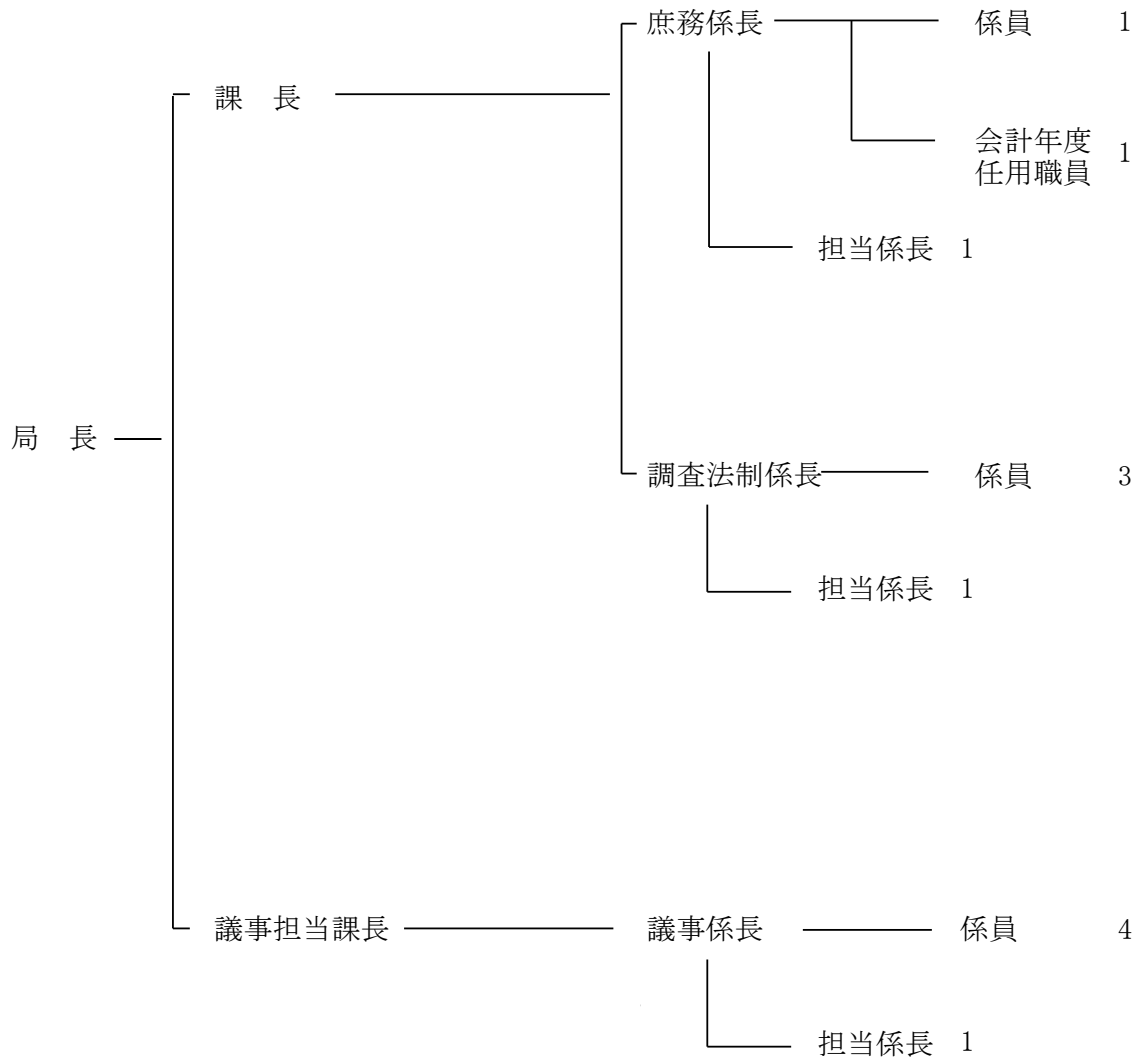 庶務係長 係員 1
課 長
会計年度
任用職員 1
担当係長 1
局 長
調査法制係長 係員 3
担当係長 1
議事担当課長 議事係長 係員 4
担当係長 1